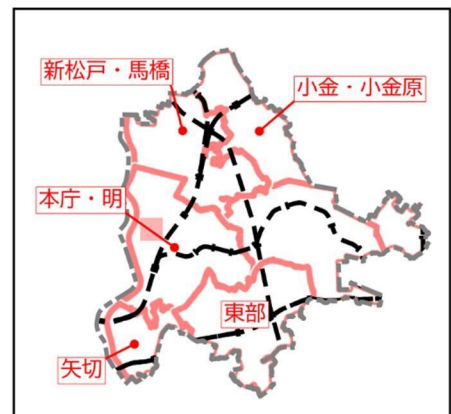 新松戸・馬橋
小金・小金原
本庁・明
東部
矢切